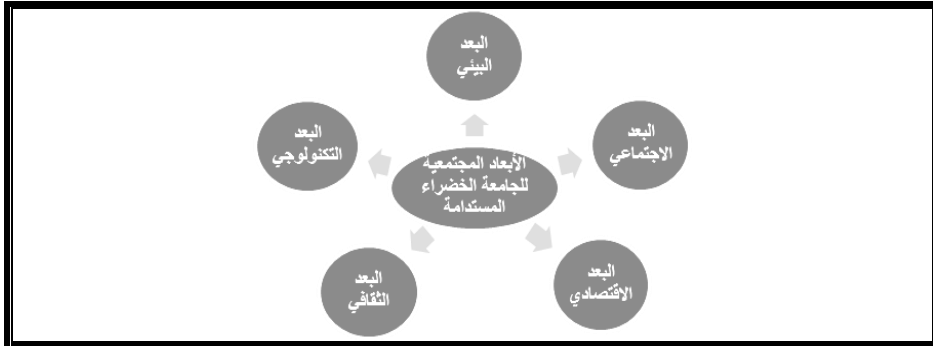 البعد
البيئي
البعد
الاجتماعي
البعد
التكنولوجي
الأبعاد المجتمعية
للجامعة الخضراء
المستدامة
البعد
الاقتصادي
البعد
الثقافي